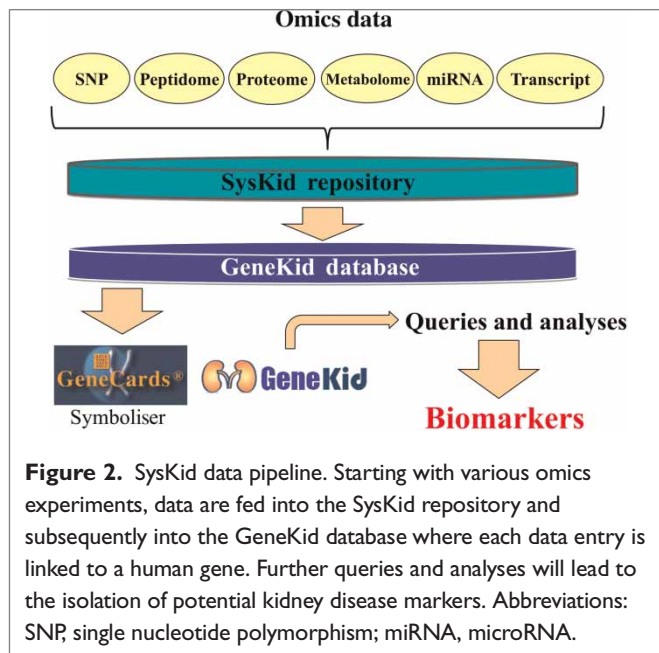 Omics data
SNP Peptidome Proteome Metabolome miRNA Transcript
SysKid repository
GeneKid database
Queries and analyses
GeneCards®
Symboliser
GeneKid
Biomarkers
Figure 2. SysKid data pipeline. Starting with various omics
experiments, data are fed into the SysKid repository and
subsequently into the GeneKid database where each data entry is
linked to a human gene. Further queries and analyses will lead to
the isolation of potential kidney disease markers. Abbreviations:
SNP, single nucleotide polymorphism; miRNA, microRNA.